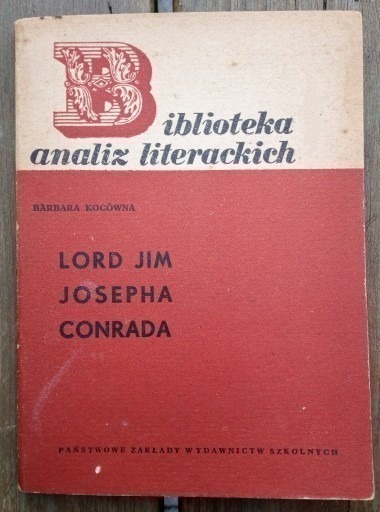 Biblioteka
analiz literackich
BARBARA KOCÓWNA
LORD JIM
JOSEPHA
CONRADA
PAŃSTWOWE ZAKŁADY WYDAWNICTW SZKOLNYCH